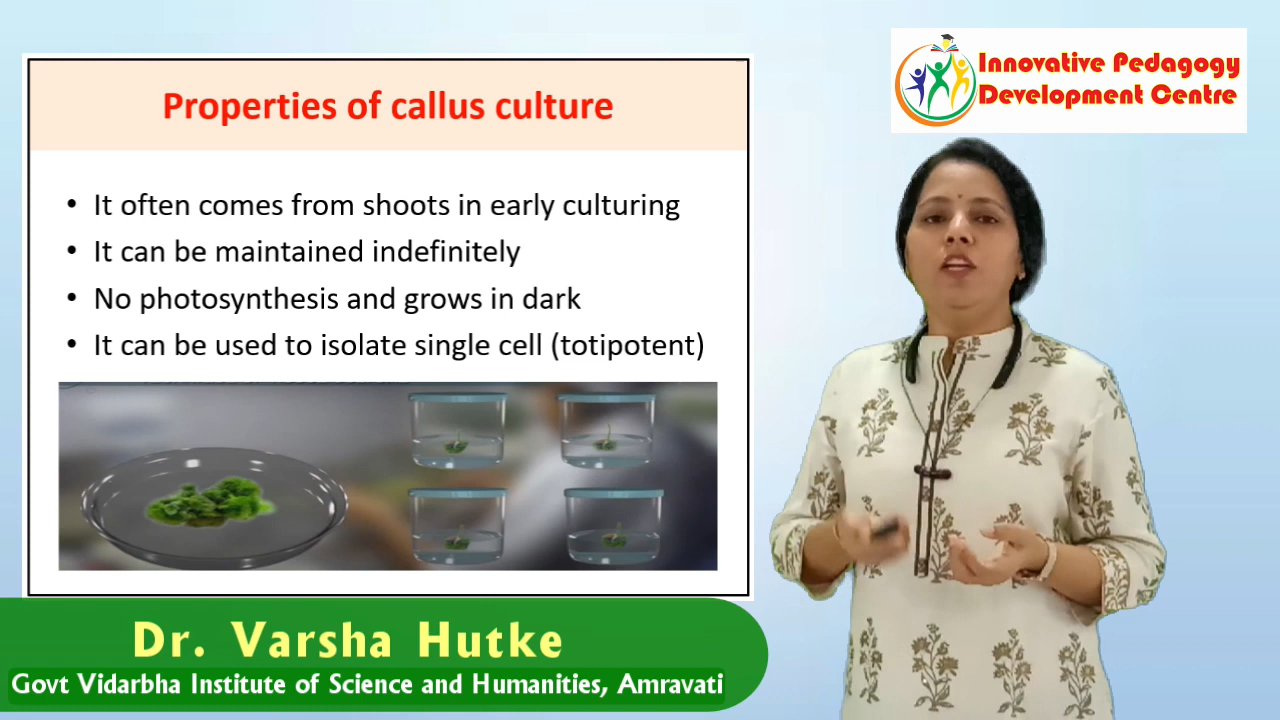 Properties of callus culture
• It often comes from shoots in early culturing
• It can be maintained indefinitely
• No photosynthesis and grows in dark
• It can be used to isolate single cell (totipotent)
Innovative Pedagogy
Development Centre
Dr. Varsha Hutke
Govt Vidarbha Institute of Science and Humanities, Amravati